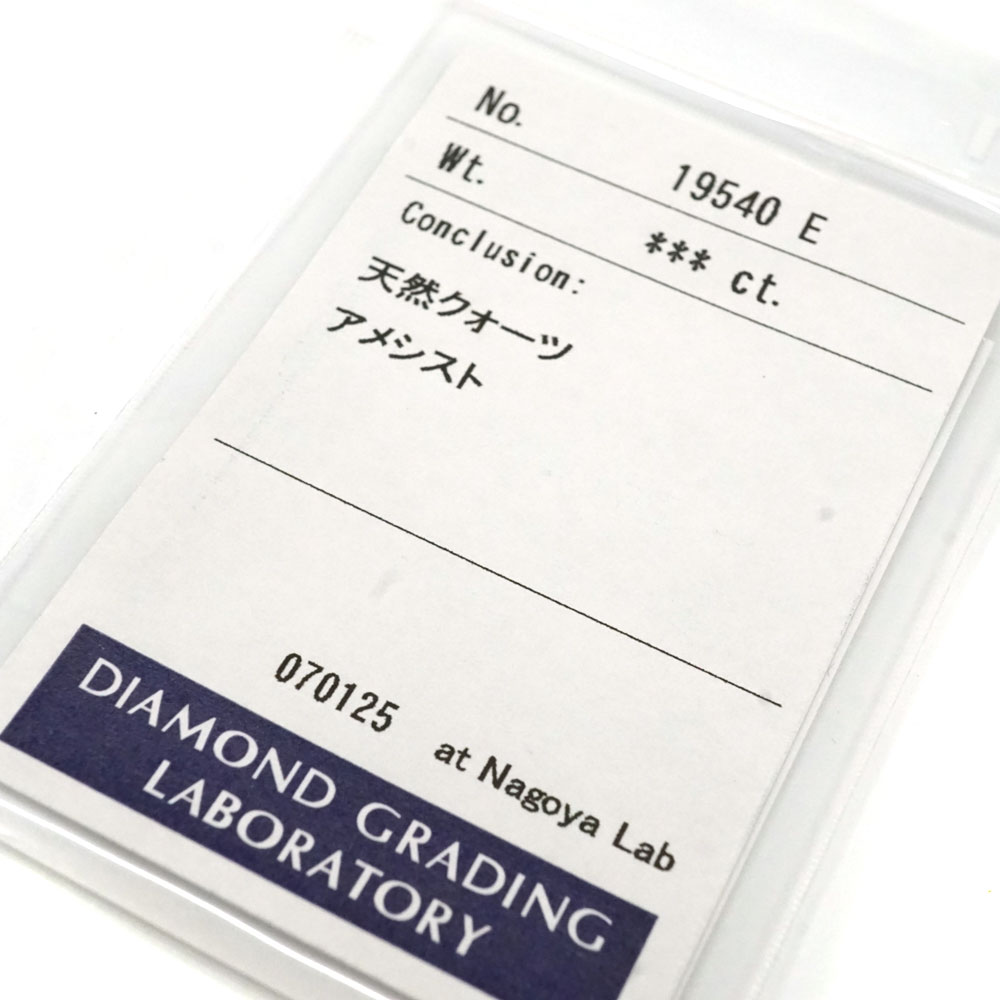 No. 19540 E
Wt. *** ct.
Conclusion:
天然クォーツ
アメシスト
070125 at Nagoya Lab
DIAMOND GRADING
LABORATORY